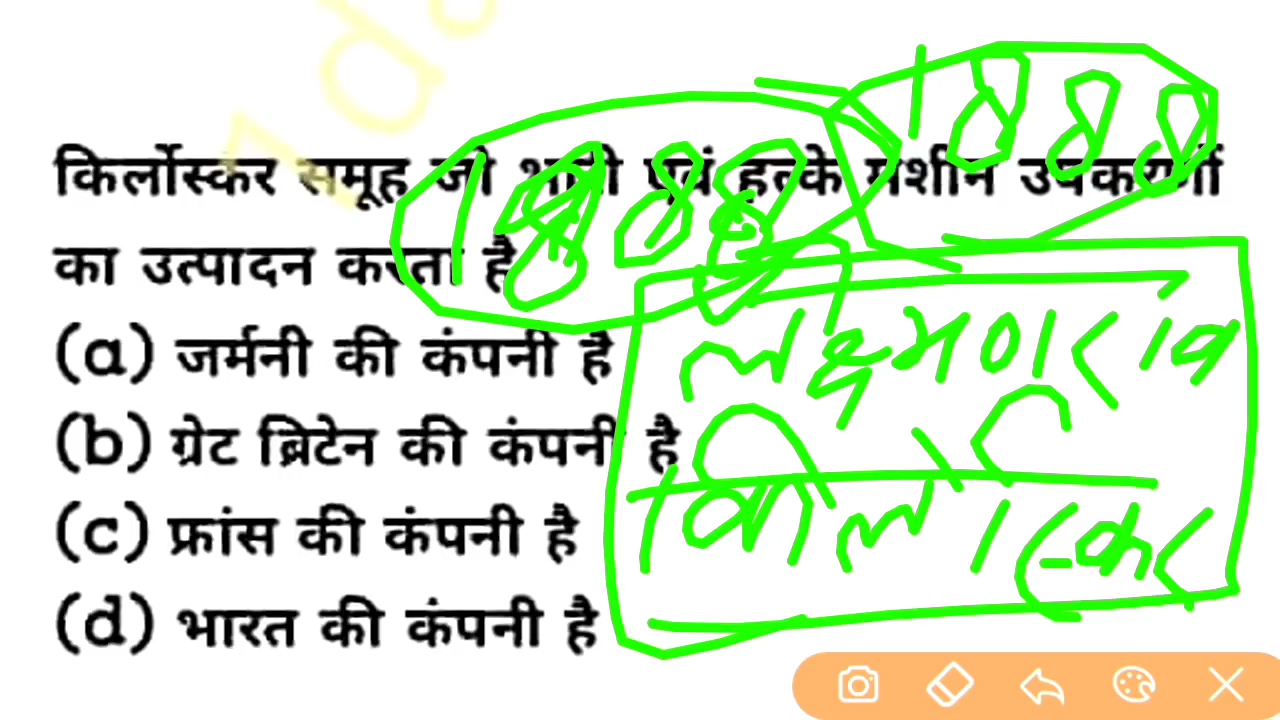 किर्लोस्कर समूह जो भारी एवं हल्के मशीन उपकरणों
का उत्पादन करता है
(a) जर्मनी की कंपनी है
(b) ग्रेट ब्रिटेन की कंपनी है
(c) फ्रांस की कंपनी है
(d) भारत की कंपनी है
1888
1888
लक्ष्मणराव
किर्लोस्कर